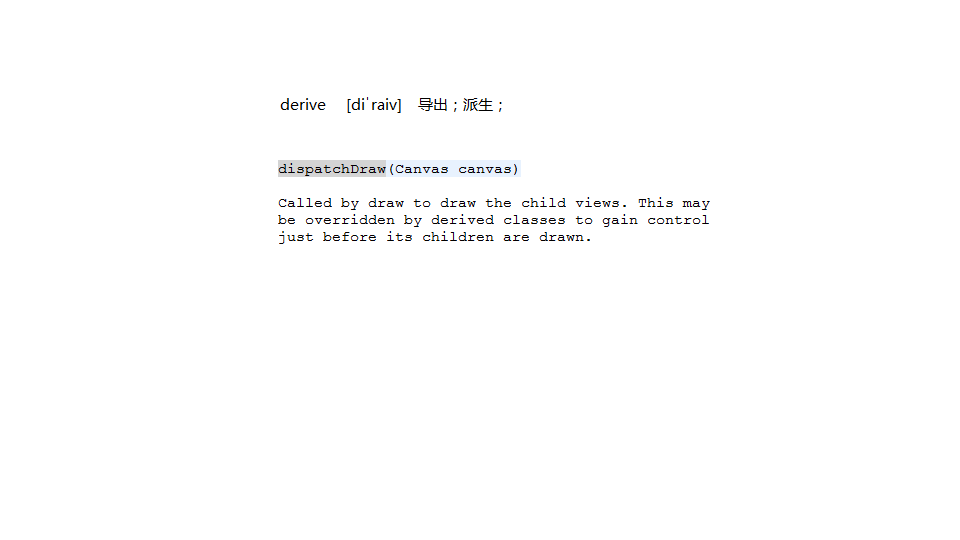 derive [diˈraiv] 导出；派生；
dispatchDraw(Canvas canvas)
Called by draw to draw the child views. This may
be overridden by derived classes to gain control
just before its children are drawn.